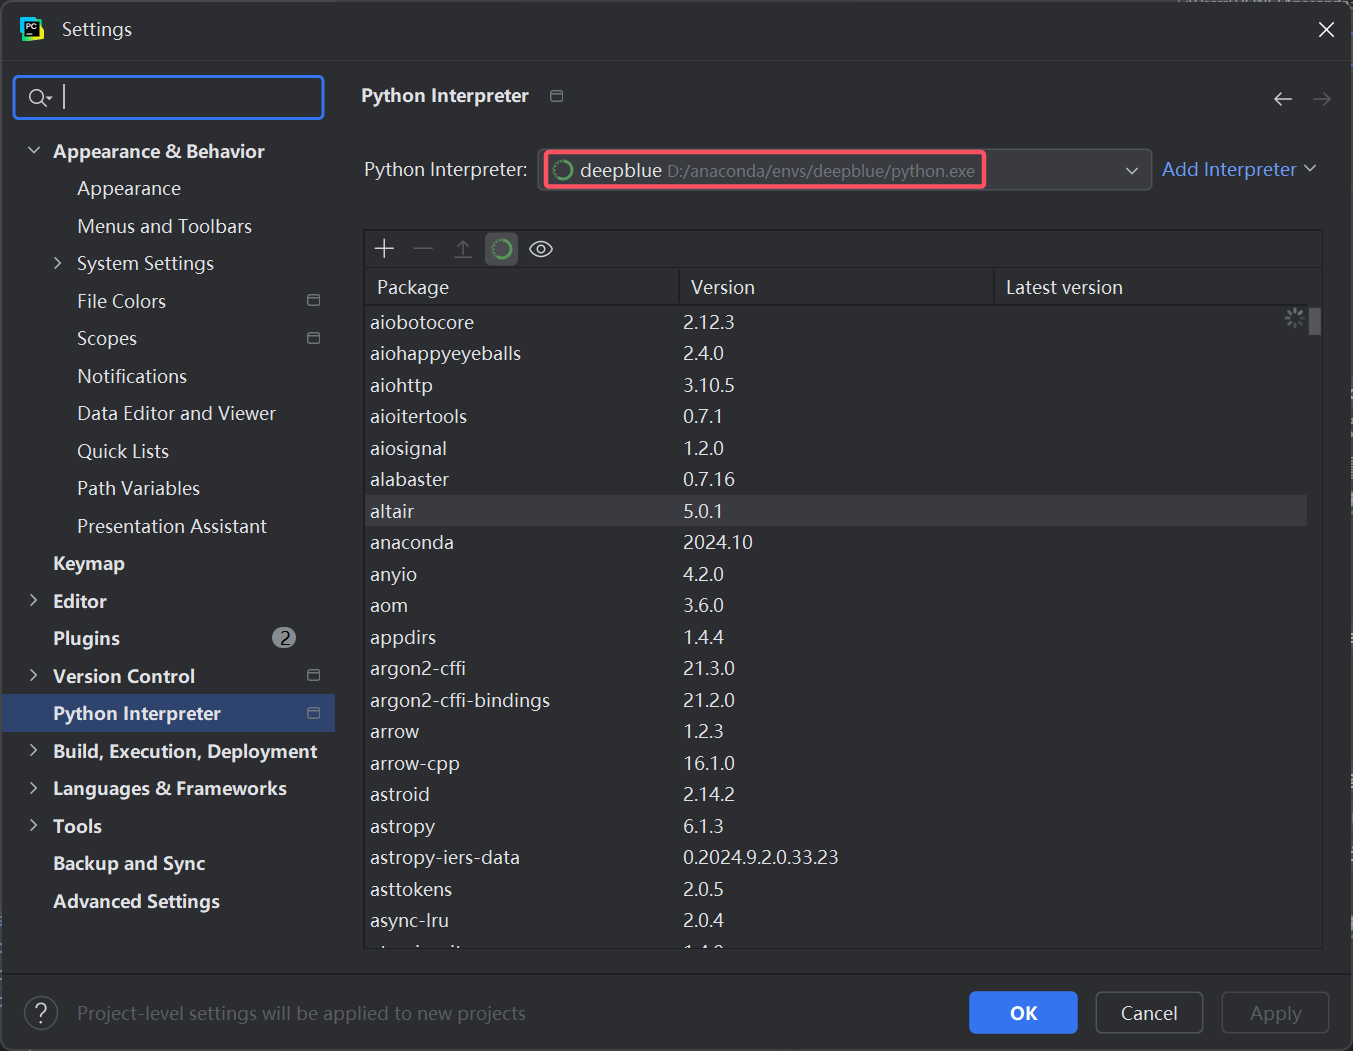 PC
Settings
Python Interpreter
Python Interpreter: deepblue D:/anaconda/envs/deepblue/python.exe Add Interpreter
Appearance & Behavior
Appearance
Menus and Toolbars
System Settings
File Colors
Scopes
Notifications
Data Editor and Viewer
Quick Lists
Path Variables
Presentation Assistant
Keymap
Editor
Plugins 2
Version Control
Python Interpreter
Build, Execution, Deployment
Languages & Frameworks
Tools
Backup and Sync
Advanced Settings
Package Version Latest version
aiobotocore 2.12.3
aiohappyeyeballs 2.4.0
aiohttp 3.10.5
aioitertools 0.7.1
aiosignal 1.2.0
alabaster 0.7.16
altair 5.0.1
anaconda 2024.10
anyio 4.2.0
aom 3.6.0
appdirs 1.4.4
argon2-cffi 21.3.0
argon2-cffi-bindings 21.2.0
arrow 1.2.3
arrow-cpp 16.1.0
astroid 2.14.2
astropy 6.1.3
astropy-iers-data 0.2024.9.2.0.33.23
asttokens 2.0.5
async-lru 2.0.4
? Project-level settings will be applied to new projects
OK Cancel Apply